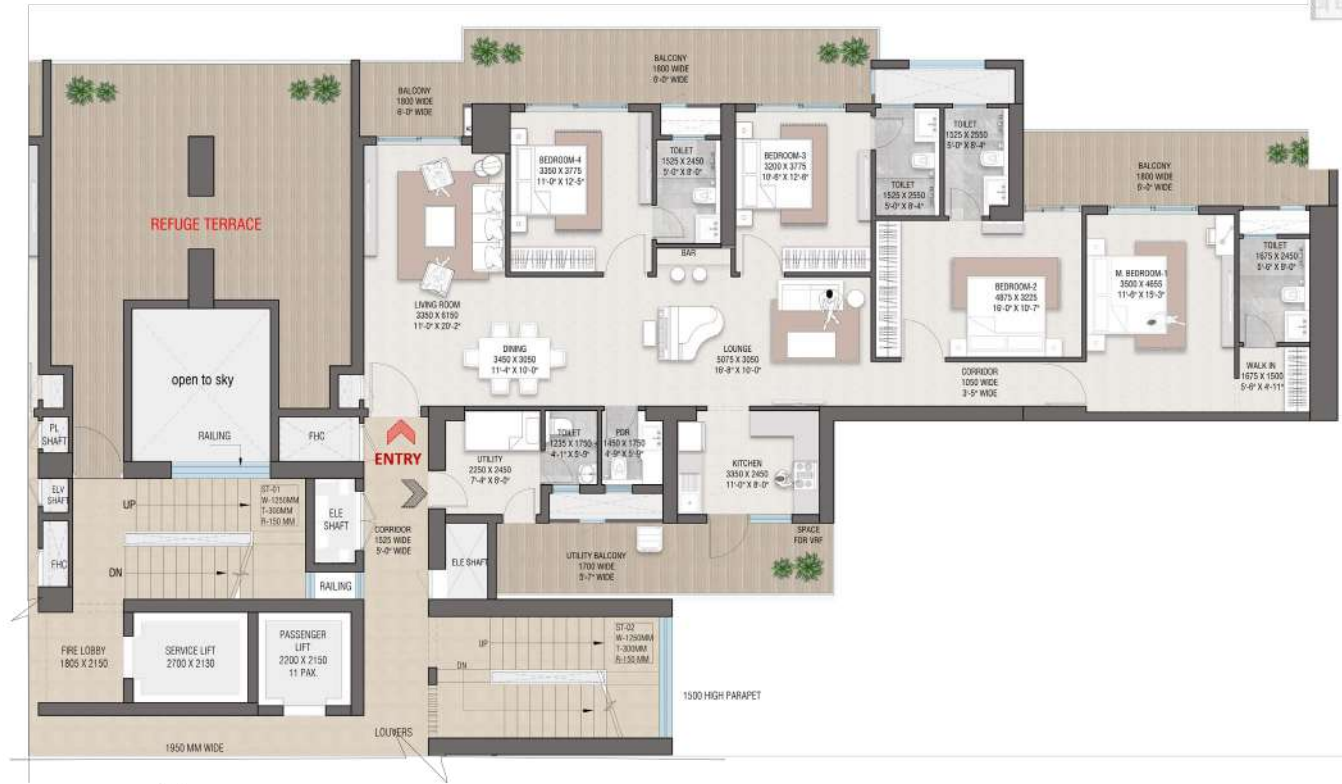 BALCONY
1800 WIDE
6'-0" WIDE
BALCONY
1800 WIDE
6'-0" WIDE
REFUGE TERRACE
BEDROOM-4
3350 X 3775
11'-0" X 12'-5"
TOILET
1525 X 2450
5'-0" X 8'-0"
BEDROOM-3
3200 X 3775
10'-6" X 12'-6"
TOILET
1525 X 2550
5'-0" X 8'-4"
TOILET
1525 X 2550
5'-0" X 8'-4"
BALCONY
1800 WIDE
6'-0" WIDE
BAR
LIVING ROOM
3350 X 6150
11'-0" X 20'-2"
BEDROOM-2
4875 X 3225
16'-0" X 10'-7"
M. BEDROOM-1
3500 X 4655
11'-6" X 15'-3"
TOILET
1675 X 2450
5'-6" X 8'-0"
DINING
3450 X 3050
11'-4" X 10'-0"
LOUNGE
5075 X 3050
16'-8" X 10'-0"
CORRIDOR
1050 WIDE
3'-5" WIDE
WALK IN
1675 X 1500
5'-6" X 4'-11"
open to sky
RAILING
PL
SHAFT
FHC
ENTRY
UTILITY
2250 X 2450
7'-4" X 8'-0"
TOILET
1235 X 1750
4'-1" X 5'-9"
PDR
1450 X 1750
4'-9" X 5'-9"
KITCHEN
3350 X 2450
11'-0" X 8'-0"
ELV
SHAFT
UP
ST-01
W-1250MM
T-300MM
R-150 MM
ELE
SHAFT
CORRIDOR
1525 WIDE
5'-0" WIDE
SPACE
FOR VRF
FHC
DN
RAILING
ELE SHAFT
UTILITY BALCONY
1700 WIDE
5'-7" WIDE
FIRE LOBBY
1805 X 2150
SERVICE LIFT
2700 X 2130
PASSENGER
LIFT
2200 X 2150
11 PAX.
UP
DN
ST-02
W-1250MM
T-300MM
R-150 MM
1500 HIGH PARAPET
LOUVERS
1950 MM WIDE